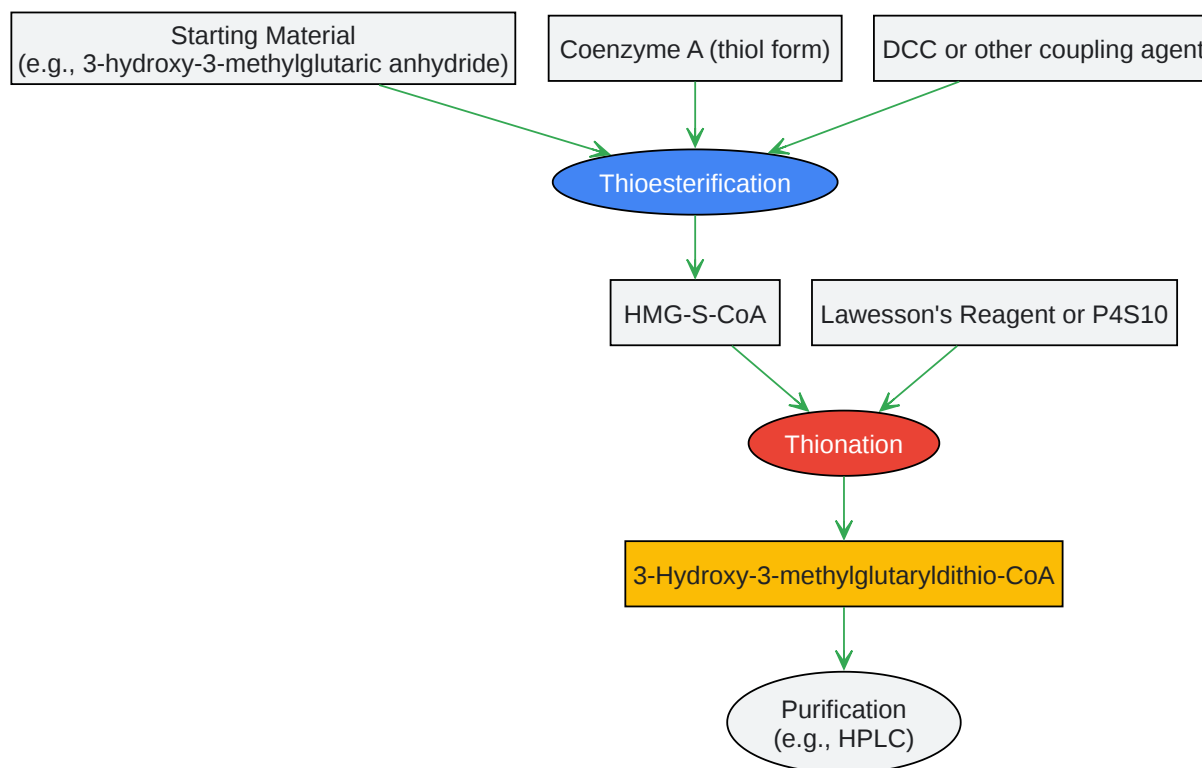 Starting Material
(e.g., 3-hydroxy-3-methylglutaric anhydride)
Coenzyme A (thiol form)
DCC or other coupling agent
Thioesterification
HMG-S-CoA
Lawesson's Reagent or P4S10
Thionation
3-Hydroxy-3-methylglutaryldithio-CoA
Purification
(e.g., HPLC)